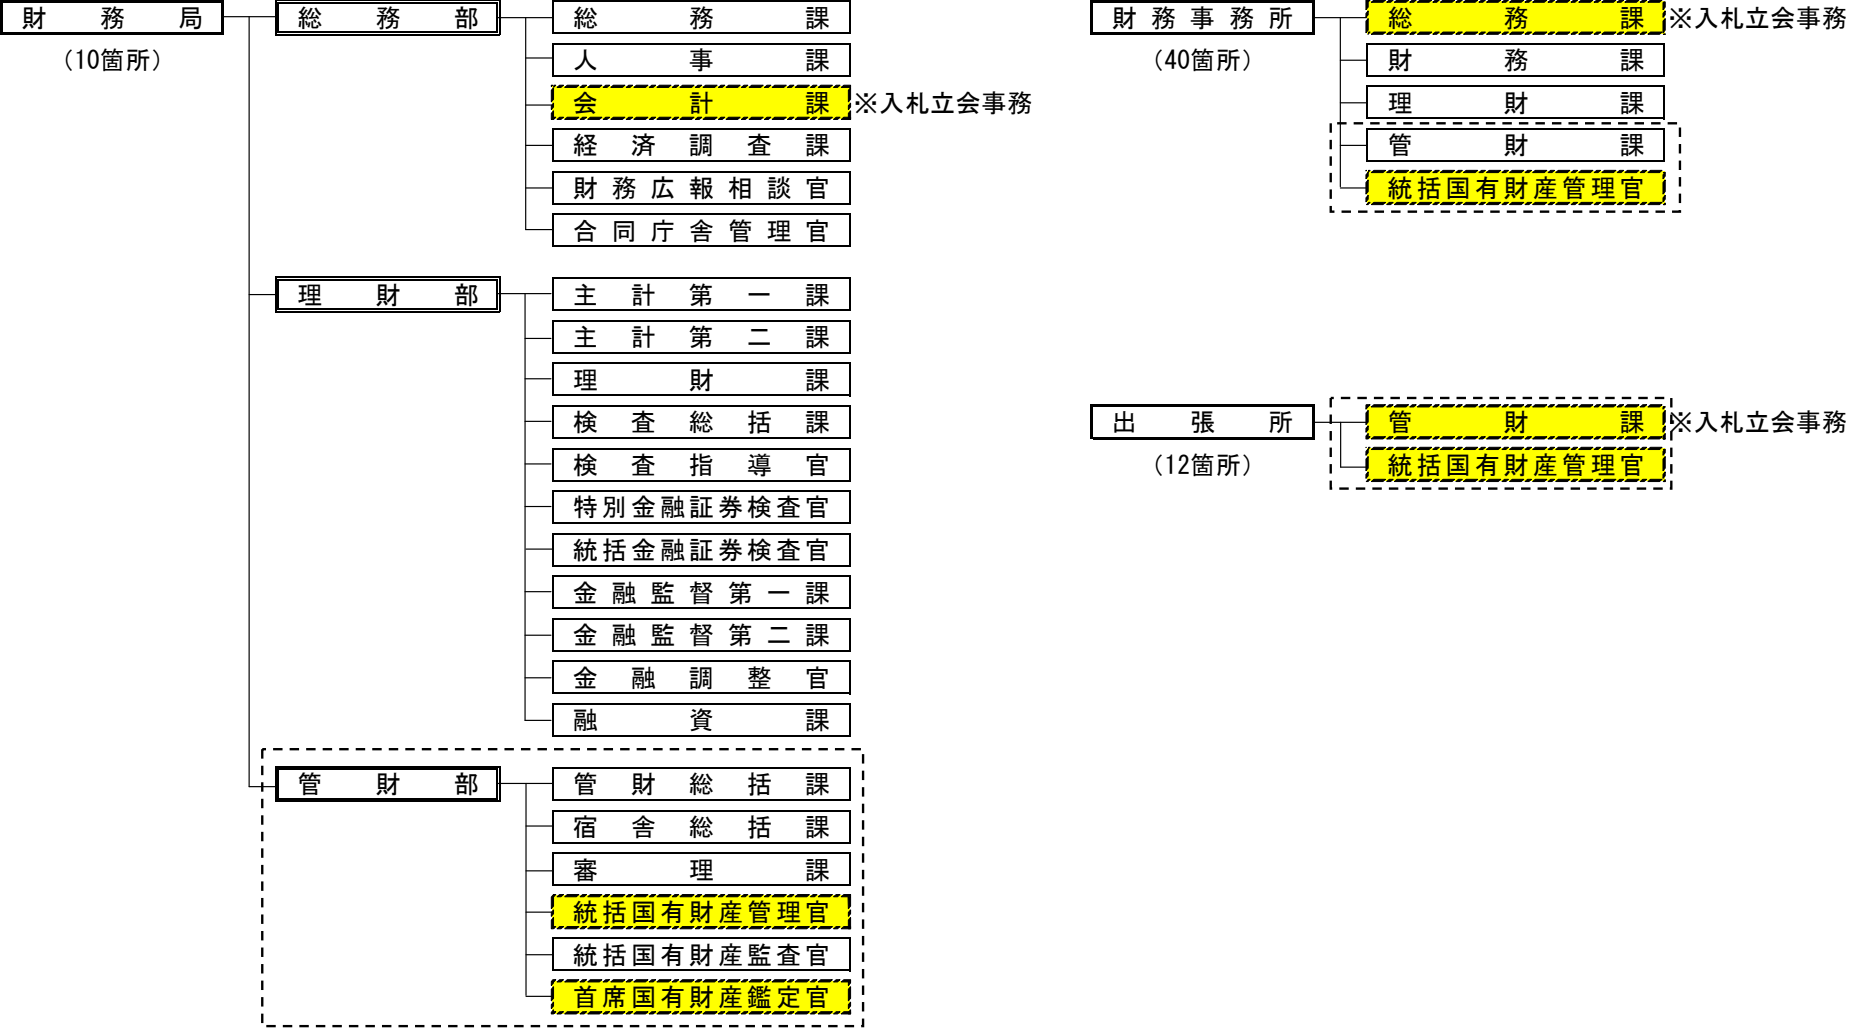 財務局
(10箇所)
総務部
総務課
人事課
会計課 ※入札立会事務
経済調査課
財務広報相談官
合同庁舎管理官
理財部
主計第一課
主計第二課
理財課
検査総括課
検査指導官
特別金融証券検査官
統括金融証券検査官
金融監督第一課
金融監督第二課
金融調整官
融資課
管財部
管財総括課
宿舎総括課
審理課
統括国有財産管理官
統括国有財産監査官
首席国有財産鑑定官
財務事務所
(40箇所)
総務課 ※入札立会事務
財務課
理財課
管財課
統括国有財産管理官
出張所
(12箇所)
管財課 ※入札立会事務
統括国有財産管理官